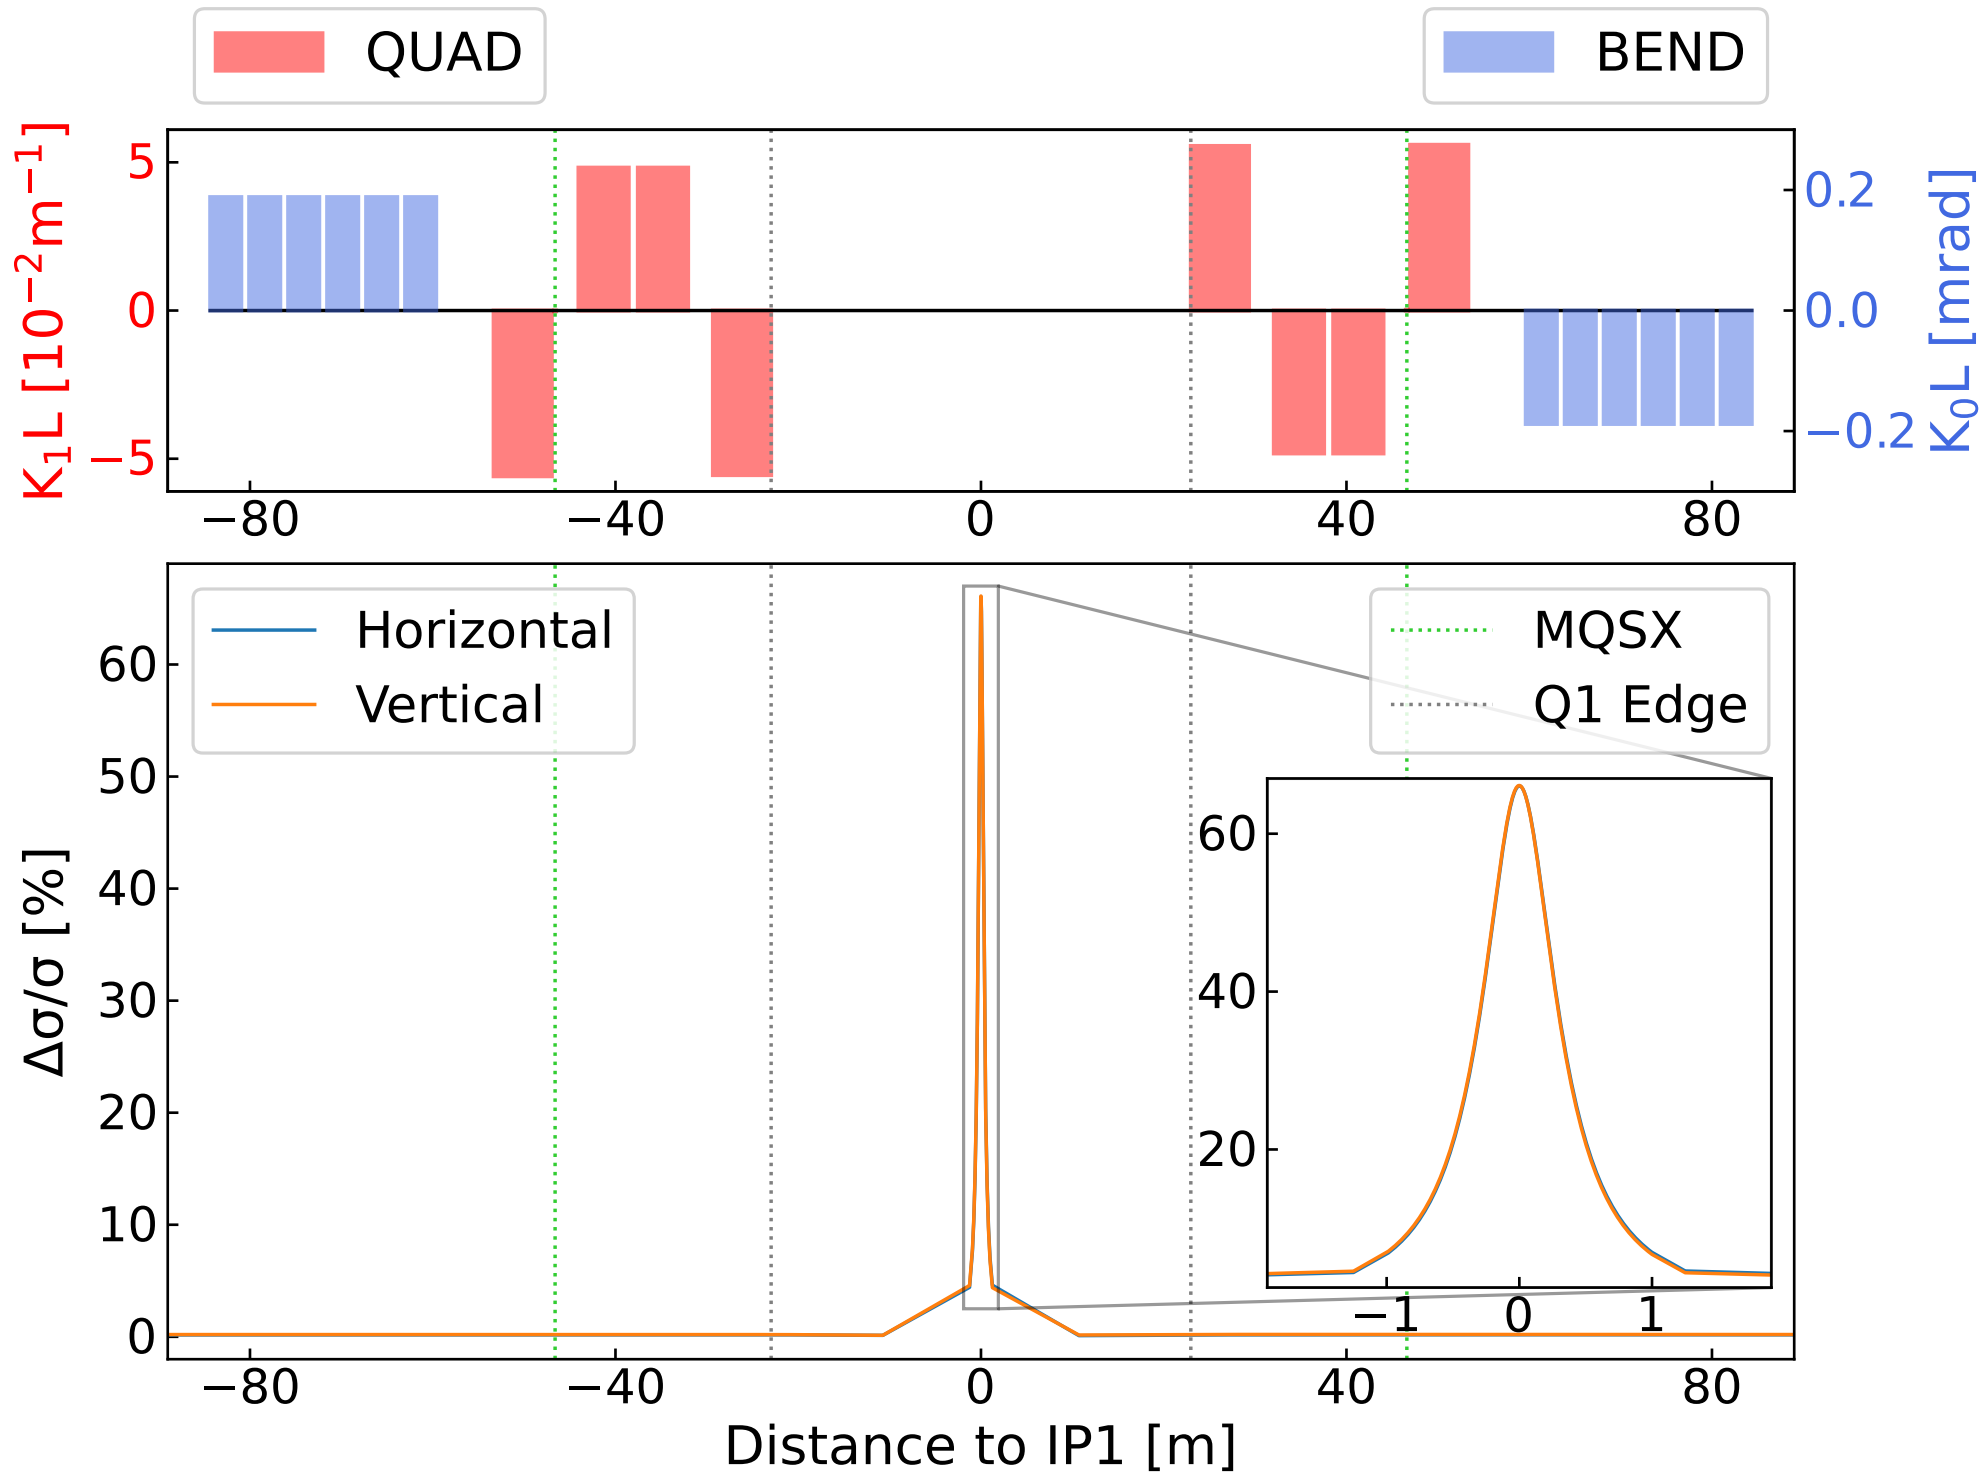 QUAD
BEND
K₁L [10⁻²m⁻¹]
5
0
−5
0.2
0.0
−0.2
K₀L [mrad]
−80 −40 0 40 80
Horizontal
Vertical
MQSX
Q1 Edge
Δσ/σ [%]
60
50
40
30
20
10
0
60
40
20
−1 0 1
−80 −40 0 40 80
Distance to IP1 [m]